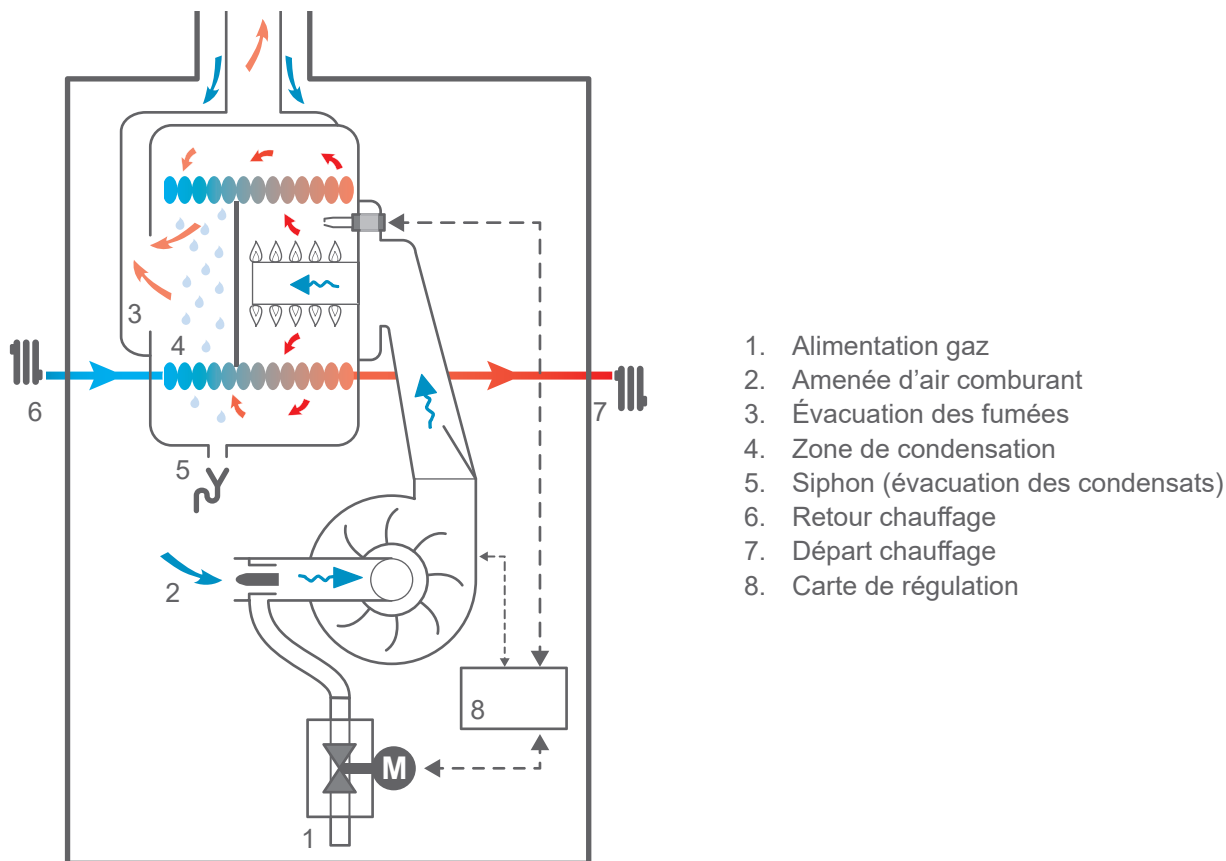 3
4
6
7
5
2
8
M
1
1. Alimentation gaz
2. Amenée d’air comburant
3. Évacuation des fumées
4. Zone de condensation
5. Siphon (évacuation des condensats)
6. Retour chauffage
7. Départ chauffage
8. Carte de régulation